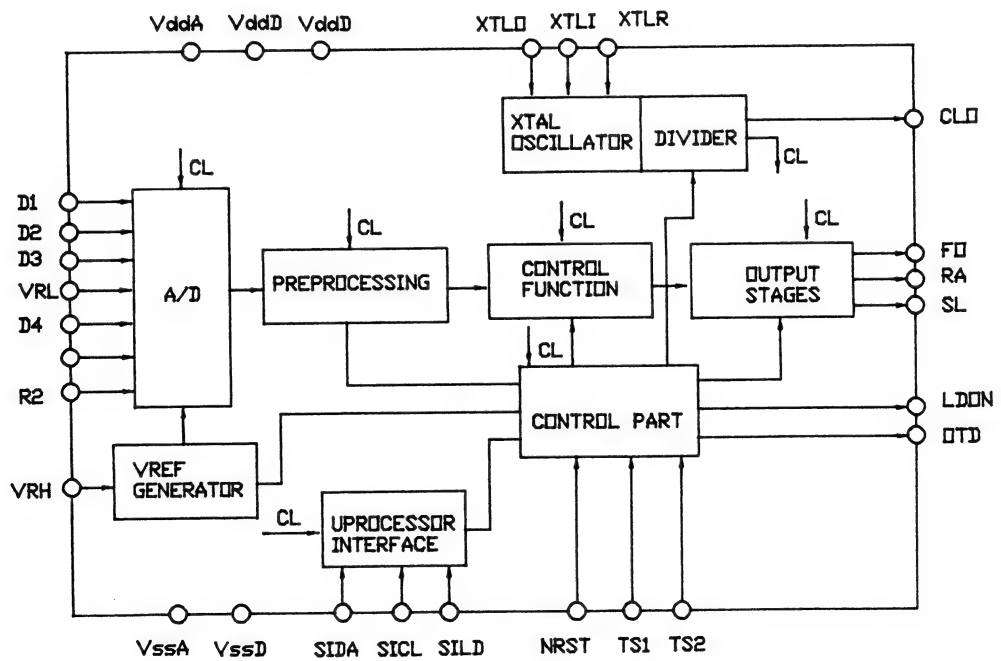 VddA VddD VddD XTLO XTLI XTLR
XTAL
OSCILLATOR
DIVIDER
CLO
CL
CL
D1
D2
D3
VRL
D4
R2
A/D
CL
PREPROCESSING
CL
CONTROL
FUNCTION
CL
OUTPUT
STAGES
FO
RA
SL
CL
CONTROL PART
LDON
OTD
VRH
VREF
GENERATOR
CL
UPROCESSOR
INTERFACE
VssA VssD SIDA SICL SILD NRST TS1 TS2